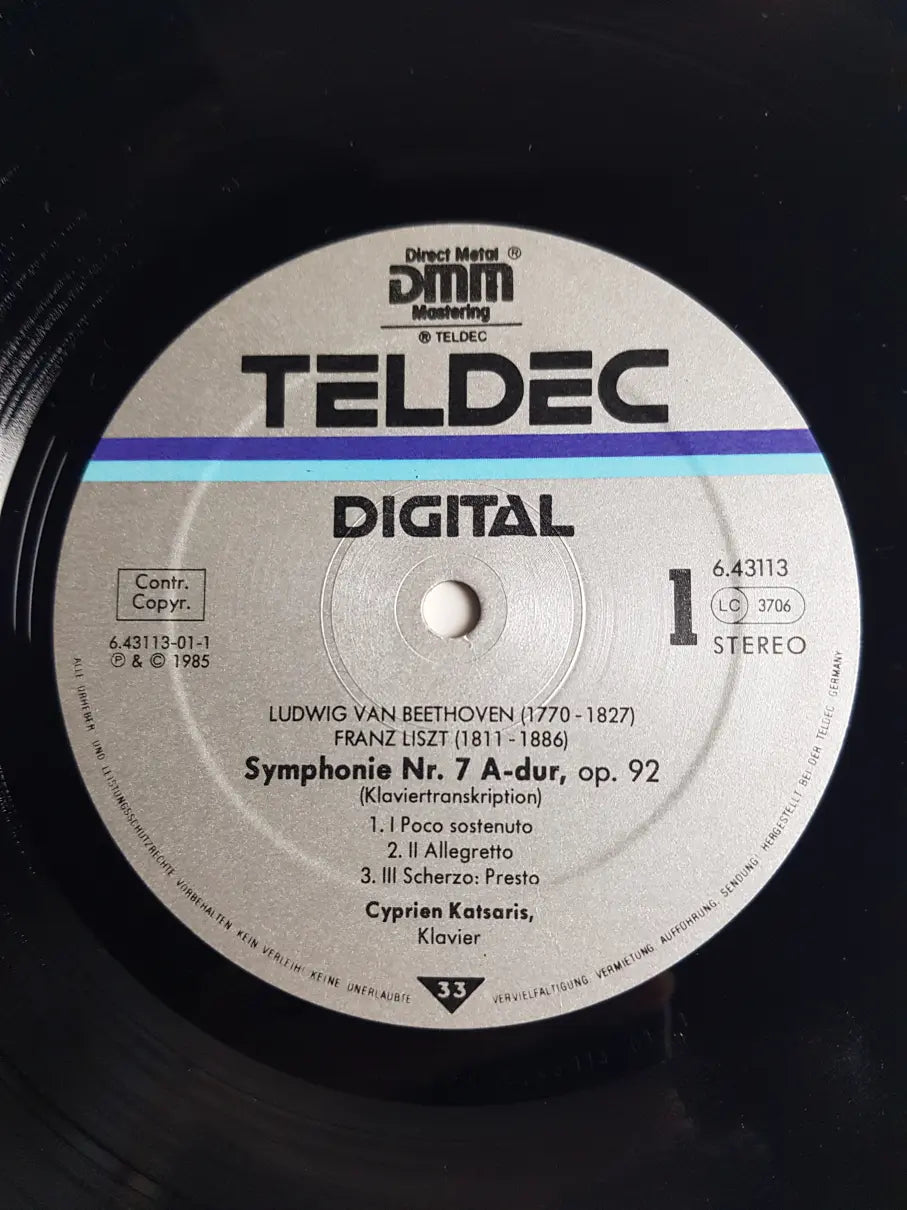 Direct Metal ®
DMM
Mastering
® TELDEC
TELDEC
DIGITAL
Contr.
Copyr.
6.43113-01-1
℗ & © 1985
1
6.43113
LC 3706
STEREO
LUDWIG VAN BEETHOVEN (1770 - 1827)
FRANZ LISZT (1811 - 1886)
Symphonie Nr. 7 A-dur, op. 92
(Klaviertranskription)
1. I Poco sostenuto
2. II Allegretto
3. III Scherzo: Presto
Cyprien Katsaris,
Klavier
33
ALLE URHEBER UND LEISTUNGSSCHUTZRECHTE VORBEHALTEN. KEIN VERLEIH! KEINE UNERLAUBTE VERVIELFÄLTIGUNG, VERMIETUNG, AUFFÜHRUNG, SENDUNG! HERGESTELLT BEI DER TELDEC GERMANY